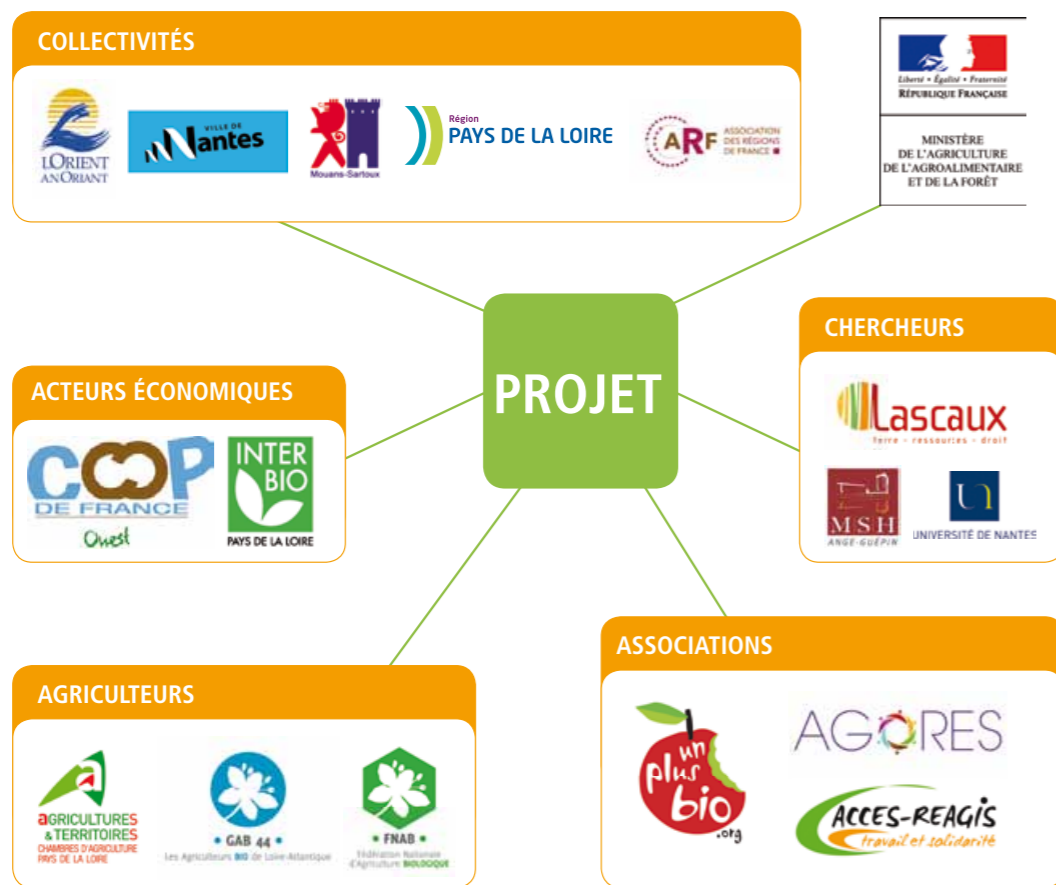 COLLECTIVITÉS
LORIENT
AN ORIANT
VILLE DE
Nantes
Mouans-Sartoux
Région
PAYS DE LA LOIRE
ARF
ASSOCIATION
DES RÉGIONS
DE FRANCE
Liberté • Égalité • Fraternité
RÉPUBLIQUE FRANÇAISE
MINISTÈRE
DE L'AGRICULTURE
DE L'AGROALIMENTAIRE
ET DE LA FORÊT
PROJET
CHERCHEURS
Lascaux
terre - ressources - droit
MSH
ANGE-GUÉPIN
UNIVERSITÉ DE NANTES
ACTEURS ÉCONOMIQUES
COOP
DE FRANCE
Ouest
INTER
BIO
PAYS DE LA LOIRE
AGRICULTEURS
aGRICULTURES
& TERRITOIRES
CHAMBRES D'AGRICULTURE
PAYS DE LA LOIRE
• GAB 44 •
Les Agriculteurs BIO de Loire-Atlantique
• FNAB •
Fédération Nationale
d'Agriculture BIOLOGIQUE
ASSOCIATIONS
un
plus
bio
.org
AGORES
ACCES-REAGIS
travail et solidarité